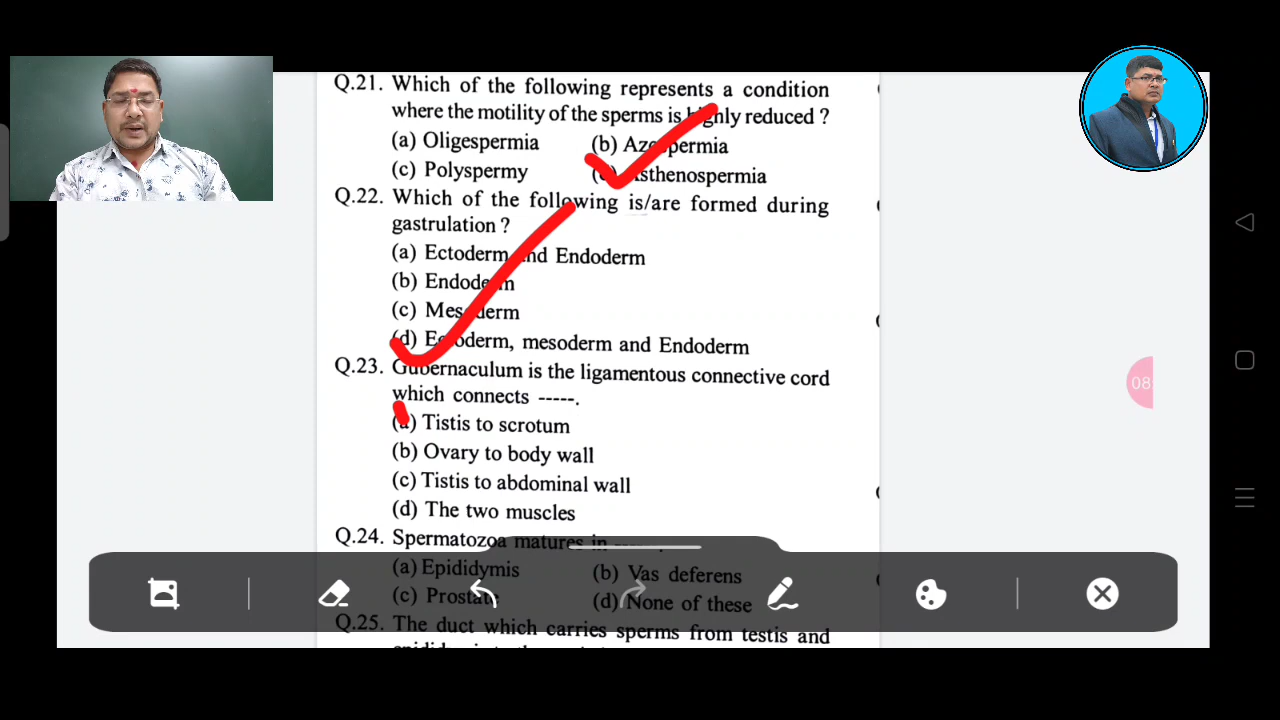 Q.21. Which of the following represents a condition
where the motility of the sperms is highly reduced ?
(a) Oligespermia (b) Azospermia
(c) Polyspermy Asthenospermia
Q.22. Which of the following is/are formed during
gastrulation ?
(a) Ectoderm and Endoderm
(b) Endoderm
(c) Mesoderm
(d) Ectoderm, mesoderm and Endoderm
Q.23. Gubernaculum is the ligamentous connective cord
which connects -----.
(a) Tistis to scrotum
(b) Ovary to body wall
(c) Tistis to abdominal wall
(d) The two muscles
Q.24. Spermatozoa matures in -----.
(a) Epididymis (b) Vas deferens
(c) Prostate (d) None of these
Q.25. The duct which carries sperms from testis and
08